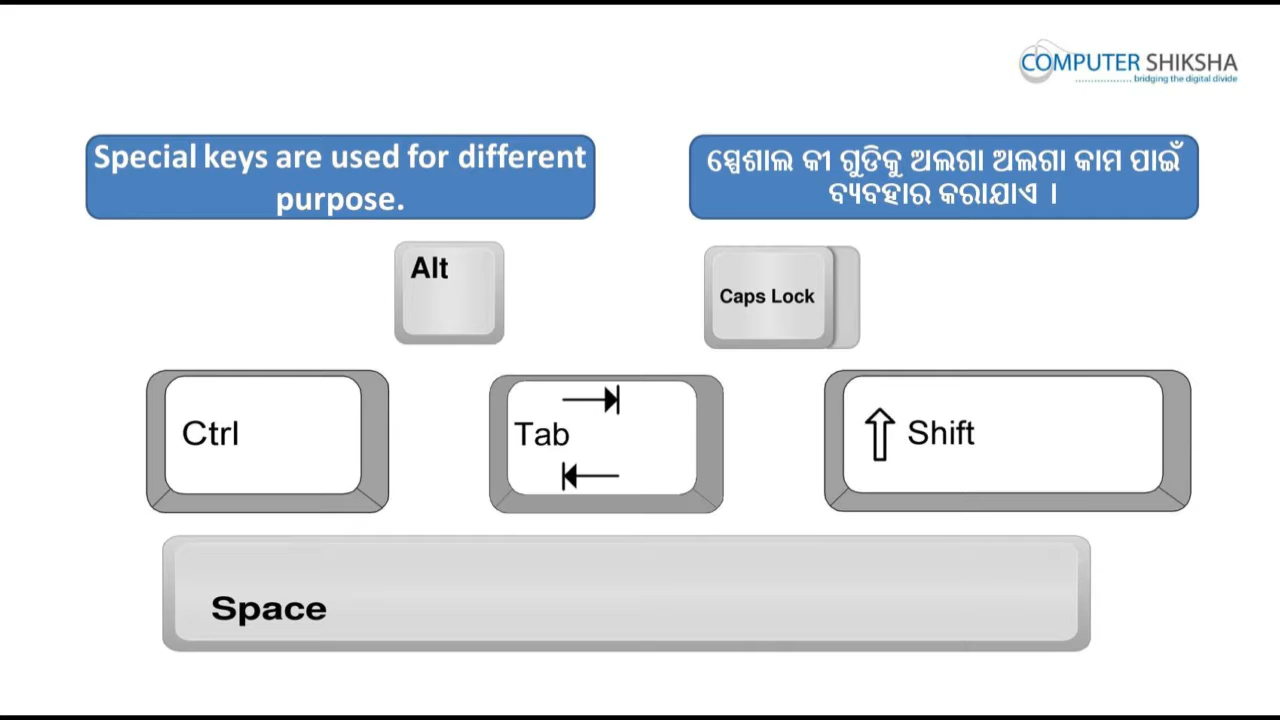 COMPUTER SHIKSHA
bridging the digital divide
Special keys are used for different
purpose.
ସ୍ପେଶାଲ କୀ ଗୁଡିକୁ ଅଲଗା ଅଲଗା କାମ ପାଇଁ
ବ୍ୟବହାର କରାଯାଏ ।
Alt
Caps Lock
Ctrl
Tab
Shift
Space